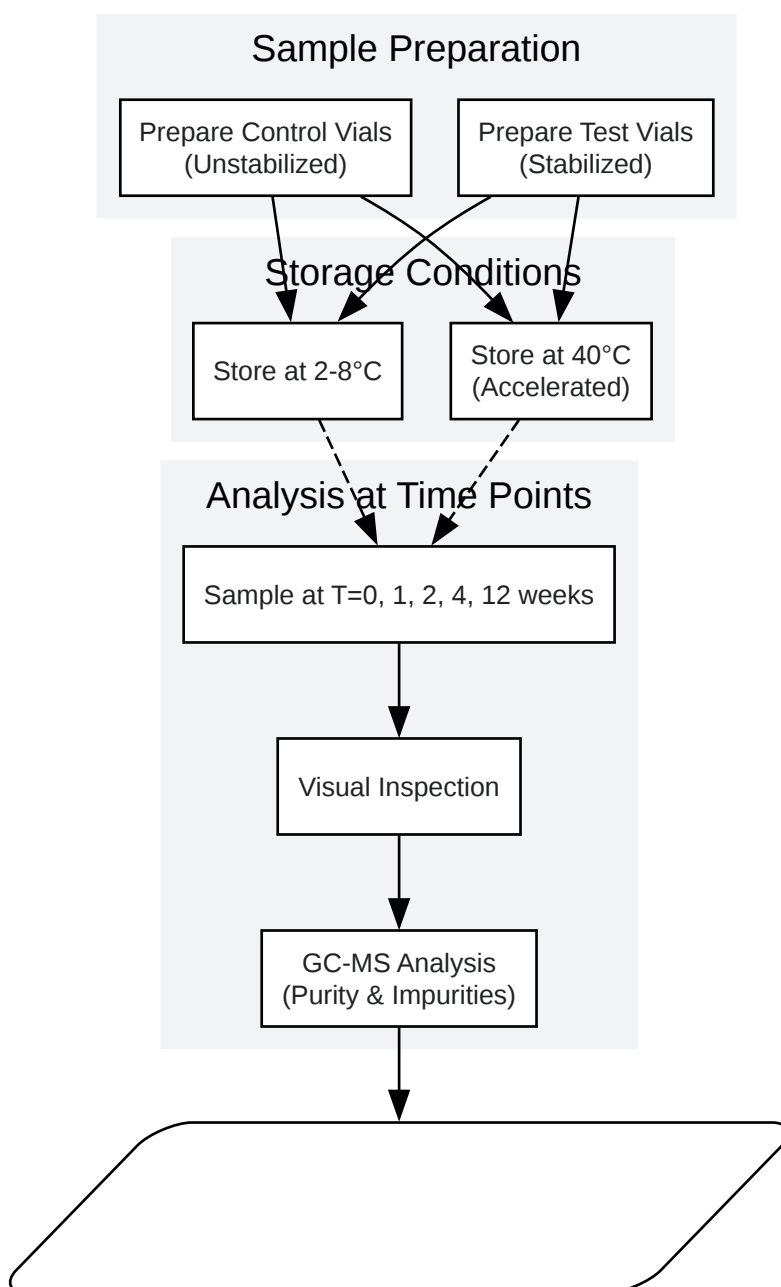 Sample Preparation
Prepare Control Vials
(Unstabilized)
Prepare Test Vials
(Stabilized)
Storage Conditions
Store at 2-8°C
Store at 40°C
(Accelerated)
Analysis at Time Points
Sample at T=0, 1, 2, 4, 12 weeks
Visual Inspection
GC-MS Analysis
(Purity & Impurities)